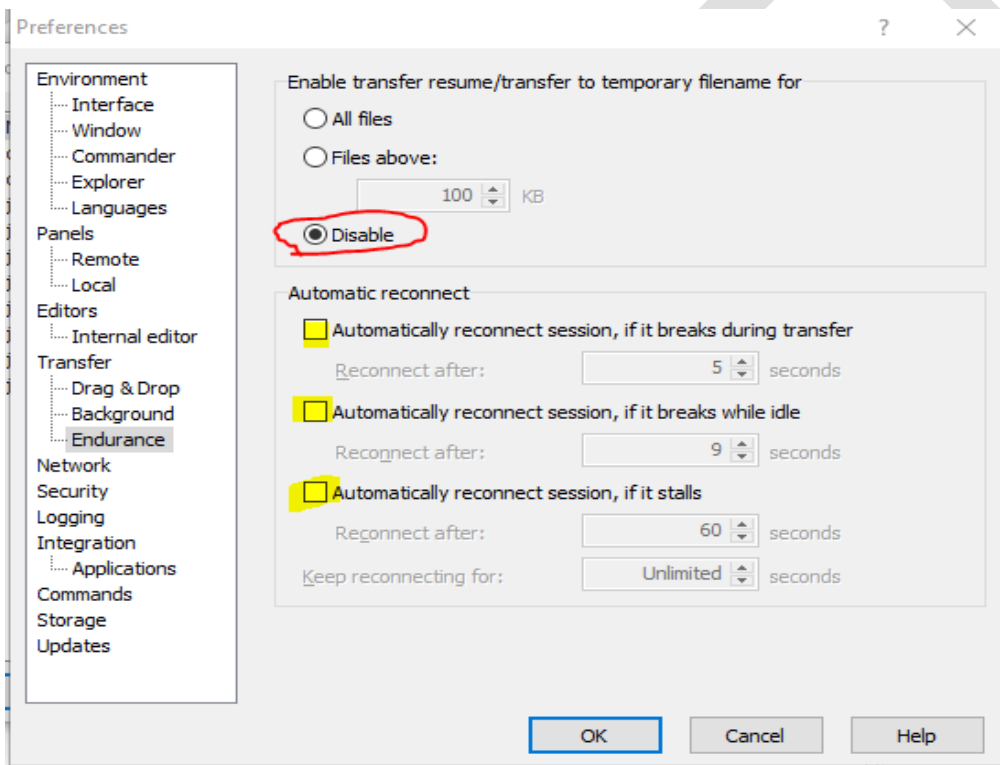 Preferences
Environment
Interface
Window
Commander
Explorer
Languages
Panels
Remote
Local
Editors
Internal editor
Transfer
Drag & Drop
Background
Endurance
Network
Security
Logging
Integration
Applications
Commands
Storage
Updates
Enable transfer resume/transfer to temporary filename for
All files
Files above:
100 KB
Disable
Automatic reconnect
Automatically reconnect session, if it breaks during transfer
Reconnect after: 5 seconds
Automatically reconnect session, if it breaks while idle
Reconnect after: 9 seconds
Automatically reconnect session, if it stalls
Reconnect after: 60 seconds
Keep reconnecting for: Unlimited seconds
OK Cancel Help